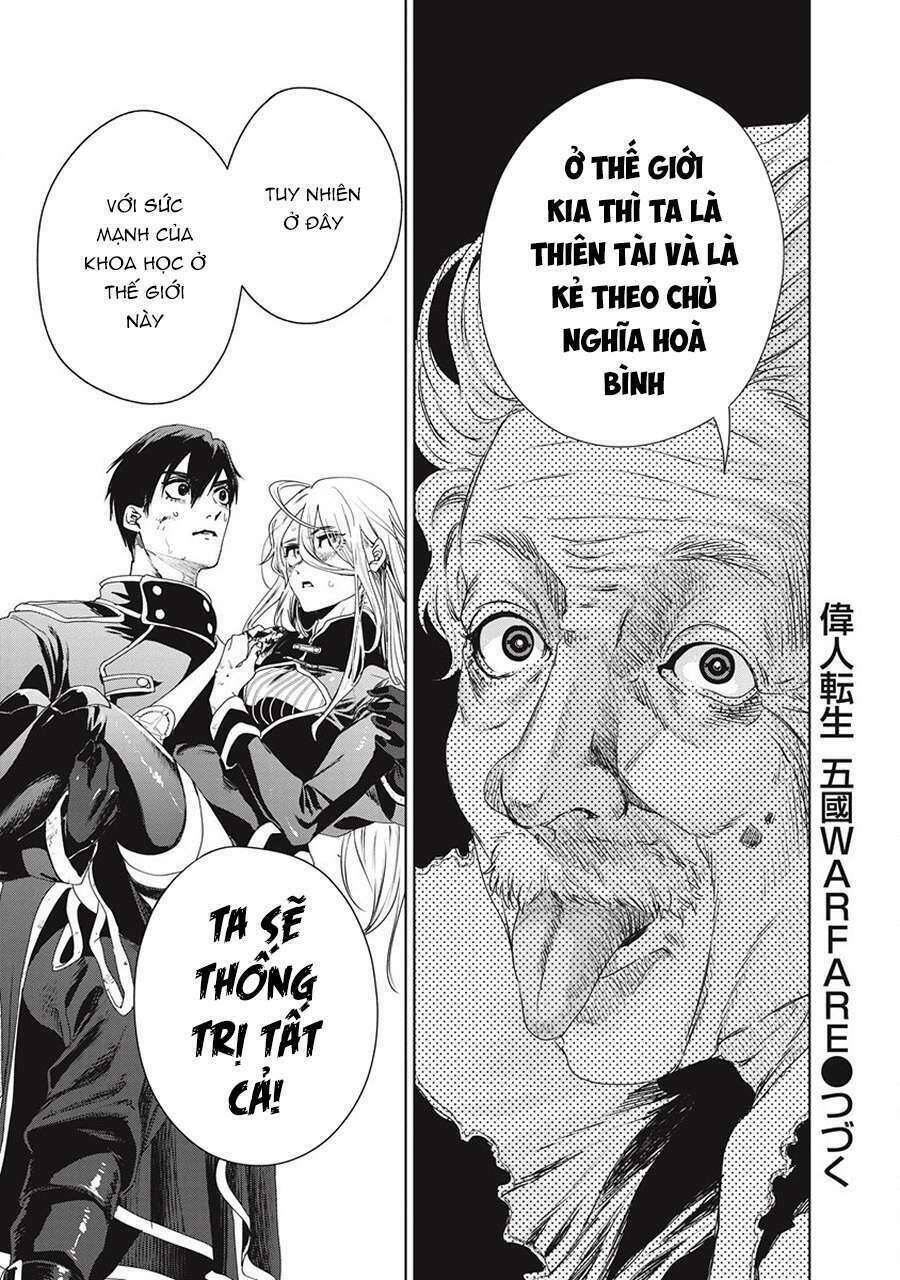 Ở THẾ GIỚI
KIA THÌ TA LÀ
THIÊN TÀI VÀ LÀ
KẺ THEO CHỦ
NGHĨA HOÀ
BÌNH
TUY NHIÊN
Ở ĐÂY
VỚI SỨC
MẠNH CỦA
KHOA HỌC Ở
THẾ GIỚI
NÀY
TA SẼ
THỐNG
TRỊ TẤT
CẢ!
偉人転生 五國WARFARE●つづく